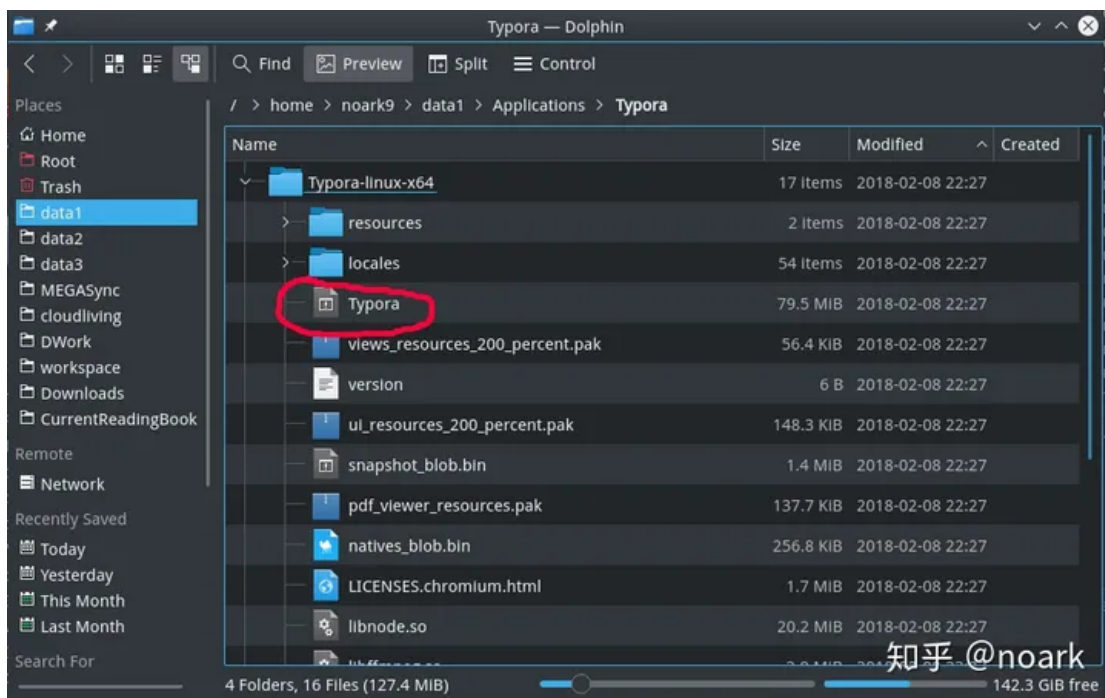 Typora — Dolphin
Find Preview Split Control
Places
Home
Root
Trash
data1
data2
data3
MEGASync
cloudliving
DWork
workspace
Downloads
CurrentReadingBook
Remote
Network
Recently Saved
Today
Yesterday
This Month
Last Month
Search For
/ > home > noark9 > data1 > Applications > Typora
Name Size Modified Created
Typora-linux-x64 17 items 2018-02-08 22:27
resources 2 items 2018-02-08 22:27
locales 54 items 2018-02-08 22:27
Typora 79.5 MiB 2018-02-08 22:27
views_resources_200_percent.pak 56.4 KiB 2018-02-08 22:27
version 6 B 2018-02-08 22:27
ui_resources_200_percent.pak 148.3 KiB 2018-02-08 22:27
snapshot_blob.bin 1.4 MiB 2018-02-08 22:27
pdf_viewer_resources.pak 137.7 KiB 2018-02-08 22:27
natives_blob.bin 256.8 KiB 2018-02-08 22:27
LICENSES.chromium.html 1.7 MiB 2018-02-08 22:27
libnode.so 20.2 MiB 2018-02-08 22:27
知乎 @noark
4 Folders, 16 Files (127.4 MiB) 142.3 GiB free